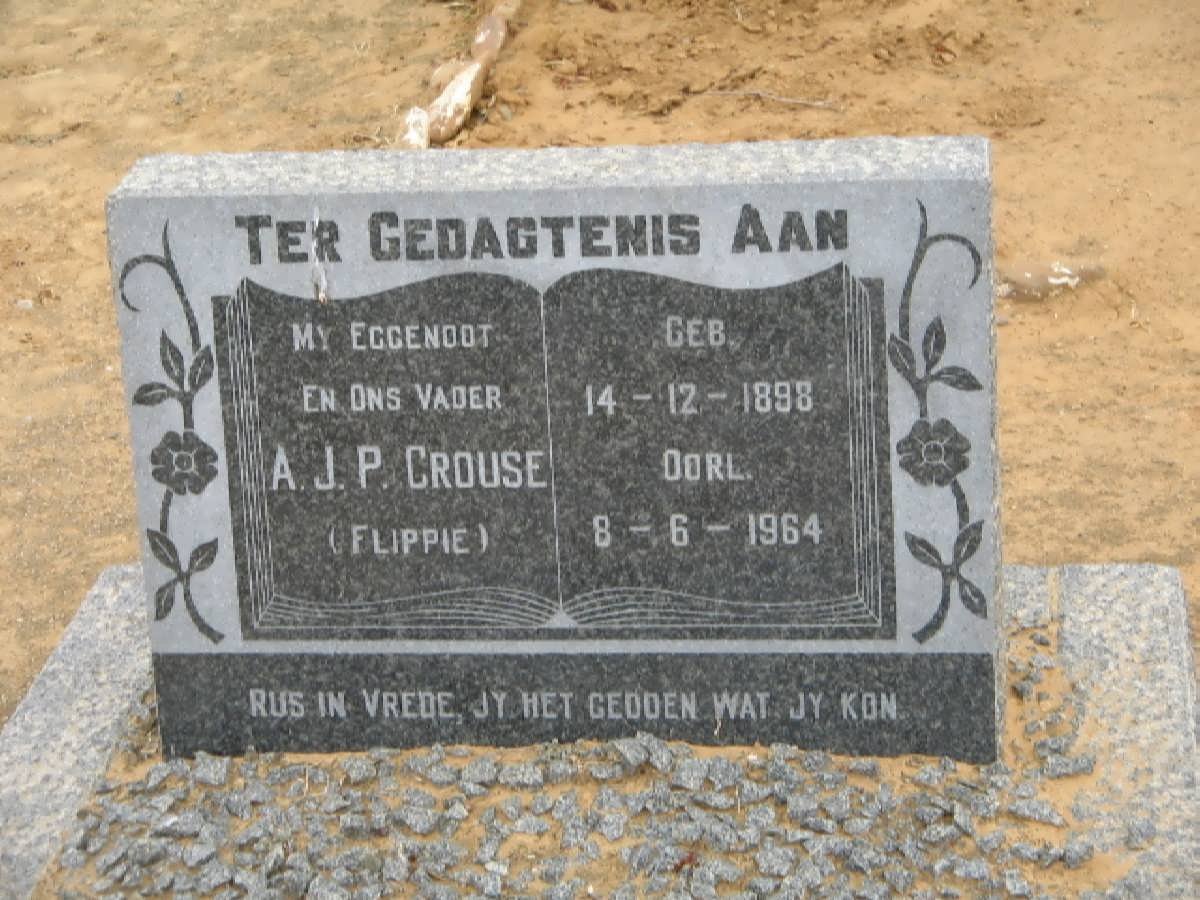 TER GEDAGTENIS AAN
MY EGGENOOT
EN ONS VADER
A.J.P. CROUSE
(FLIPPIE)
GEB.
14-12-1898
OORL.
8-6-1964
RUS IN VREDE, JY HET GEDOEN WAT JY KON